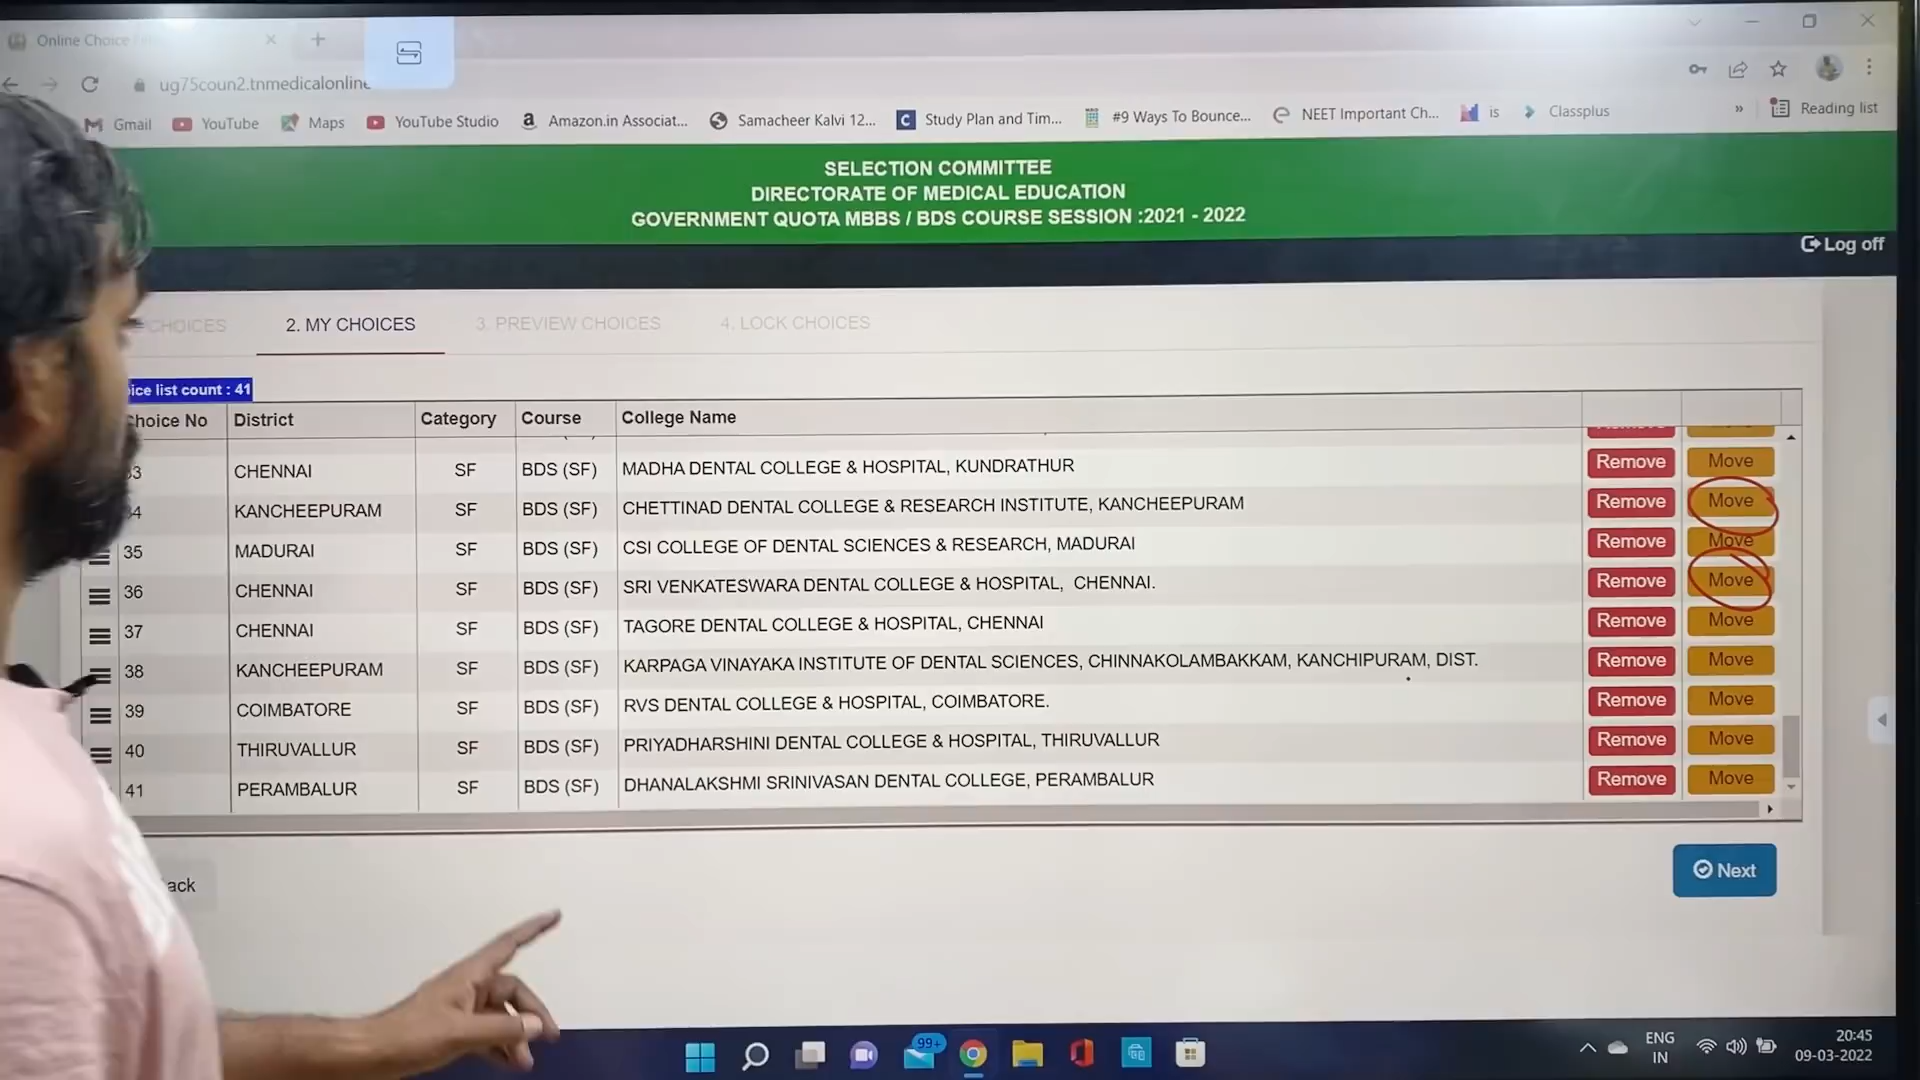 Online Choice
ug75coun2.tnmedicalonline
Gmail YouTube Maps YouTube Studio Amazon.in Associat... Samacheer Kalvi 12... Study Plan and Tim... #9 Ways To Bounce... NEET Important Ch... is Classplus » Reading list
SELECTION COMMITTEE
DIRECTORATE OF MEDICAL EDUCATION
GOVERNMENT QUOTA MBBS / BDS COURSE SESSION :2021 - 2022
Log off
CHOICES 2. MY CHOICES 3. PREVIEW CHOICES 4. LOCK CHOICES
list count : 41
Choice No District Category Course College Name
CHENNAI SF BDS (SF) MADHA DENTAL COLLEGE & HOSPITAL, KUNDRATHUR Remove Move
KANCHEEPURAM SF BDS (SF) CHETTINAD DENTAL COLLEGE & RESEARCH INSTITUTE, KANCHEEPURAM Remove Move
35 MADURAI SF BDS (SF) CSI COLLEGE OF DENTAL SCIENCES & RESEARCH, MADURAI Remove Move
36 CHENNAI SF BDS (SF) SRI VENKATESWARA DENTAL COLLEGE & HOSPITAL, CHENNAI. Remove Move
37 CHENNAI SF BDS (SF) TAGORE DENTAL COLLEGE & HOSPITAL, CHENNAI Remove Move
38 KANCHEEPURAM SF BDS (SF) KARPAGA VINAYAKA INSTITUTE OF DENTAL SCIENCES, CHINNAKOLAMBAKKAM, KANCHIPURAM, DIST. Remove Move
39 COIMBATORE SF BDS (SF) RVS DENTAL COLLEGE & HOSPITAL, COIMBATORE. Remove Move
40 THIRUVALLUR SF BDS (SF) PRIYADHARSHINI DENTAL COLLEGE & HOSPITAL, THIRUVALLUR Remove Move
41 PERAMBALUR SF BDS (SF) DHANALAKSHMI SRINIVASAN DENTAL COLLEGE, PERAMBALUR Remove Move
ack Next
99+
ENG
IN
20:45
09-03-2022